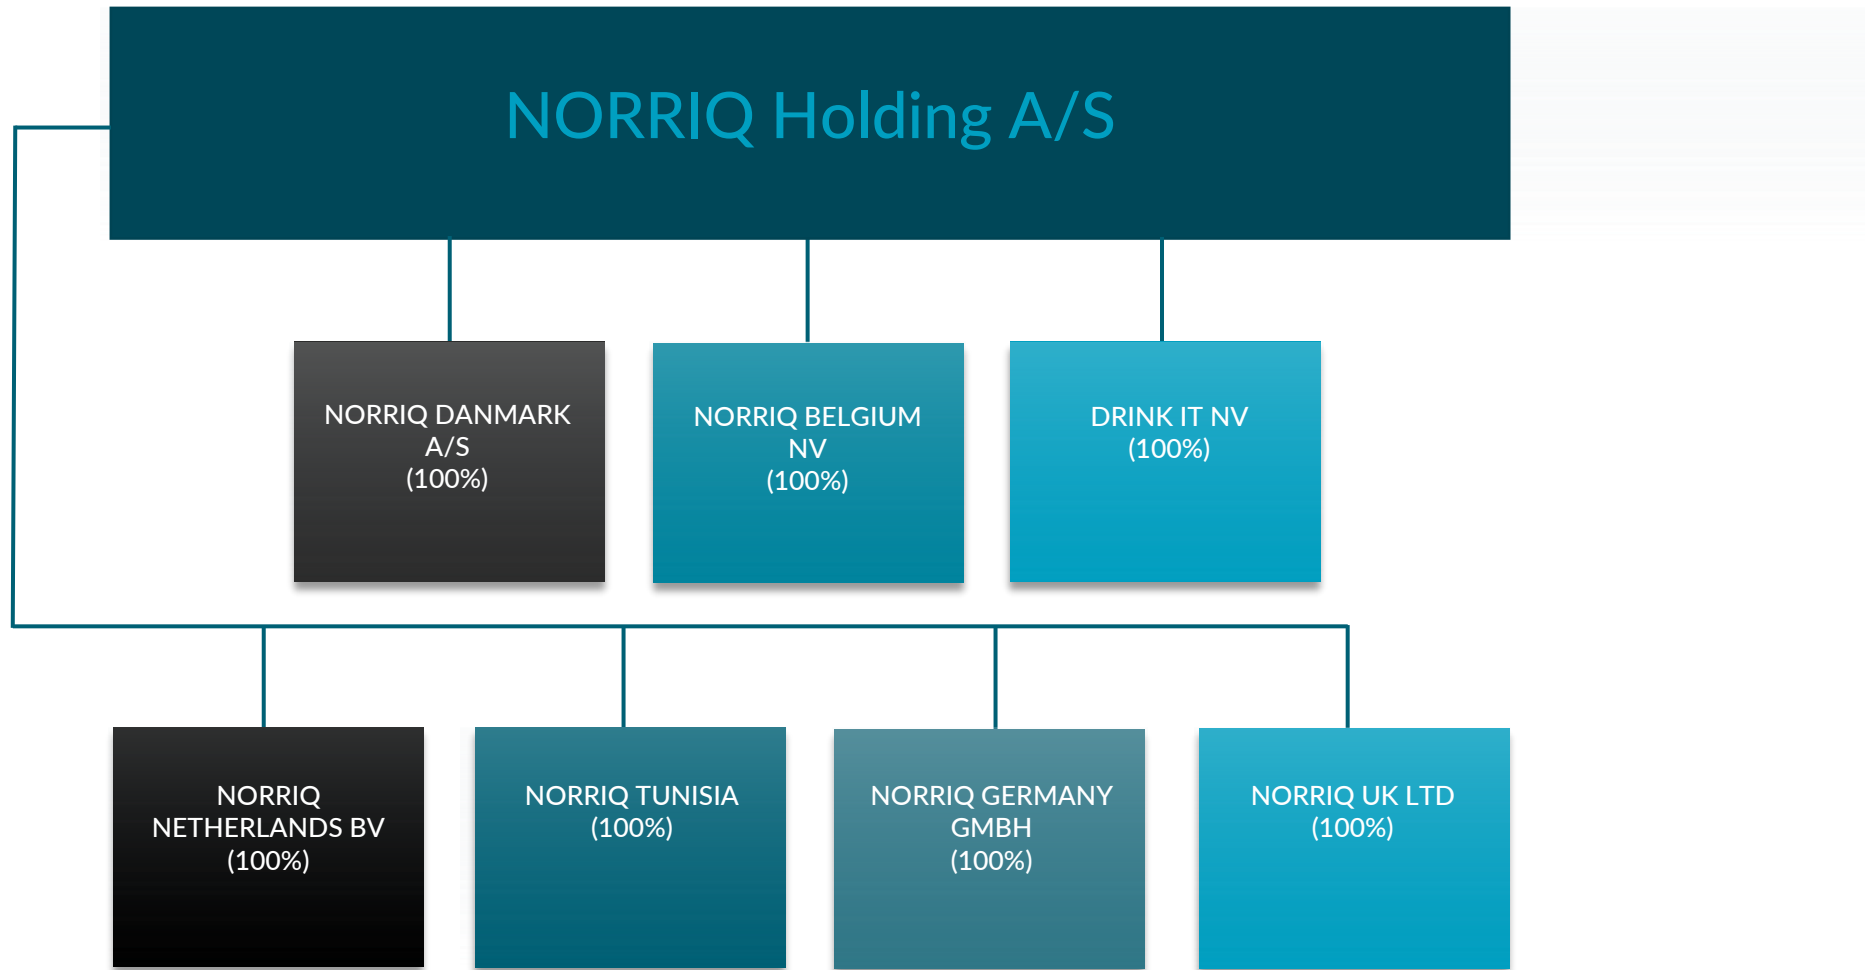 NORRIQ Holding A/S
NORRIQ DANMARK
A/S
(100%)
NORRIQ BELGIUM
NV
(100%)
DRINK IT NV
(100%)
NORRIQ
NETHERLANDS BV
(100%)
NORRIQ TUNISIA
(100%)
NORRIQ GERMANY
GMBH
(100%)
NORRIQ UK LTD
(100%)